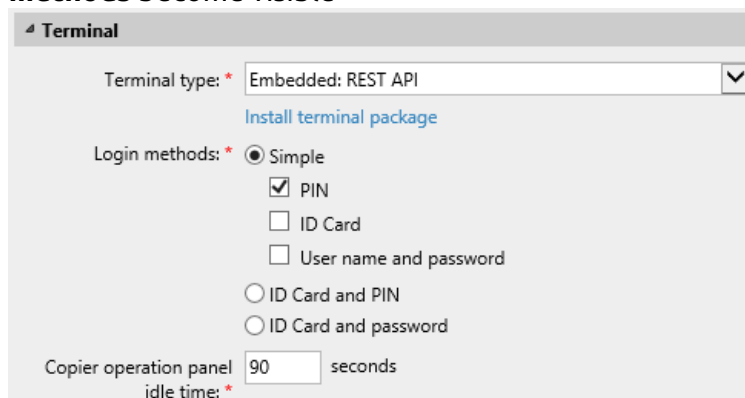 Terminal
Terminal type: * Embedded: REST API
Install terminal package
Login methods: * Simple
PIN
ID Card
User name and password
ID Card and PIN
ID Card and password
Copier operation panel 90 seconds
idle time: *